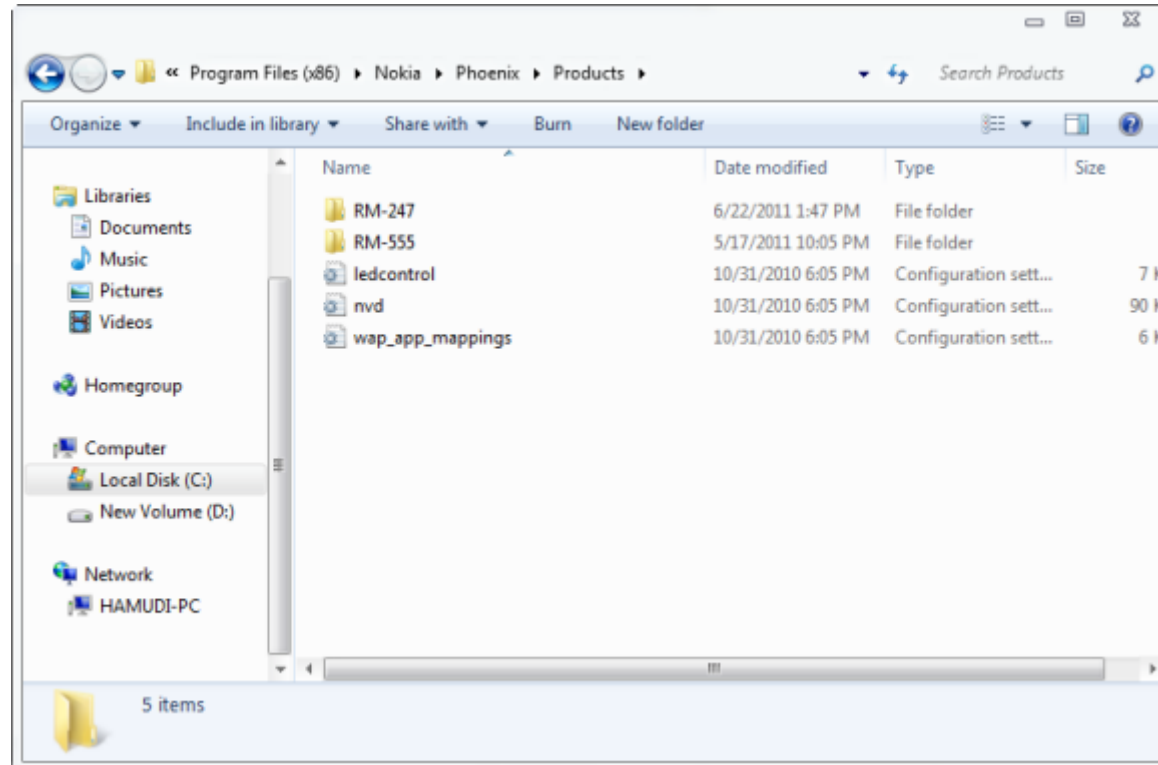 « Program Files (x86) Nokia Phoenix Products Search Products
Organize Include in library Share with Burn New folder
Name Date modified Type Size
Libraries
Documents
Music
Pictures
Videos
Homegroup
Computer
Local Disk (C:)
New Volume (D:)
Network
HAMUDI-PC
RM-247 6/22/2011 1:47 PM File folder
RM-555 5/17/2011 10:05 PM File folder
ledcontrol 10/31/2010 6:05 PM Configuration sett... 7
nvd 10/31/2010 6:05 PM Configuration sett... 90
wap_app_mappings 10/31/2010 6:05 PM Configuration sett... 6
5 items